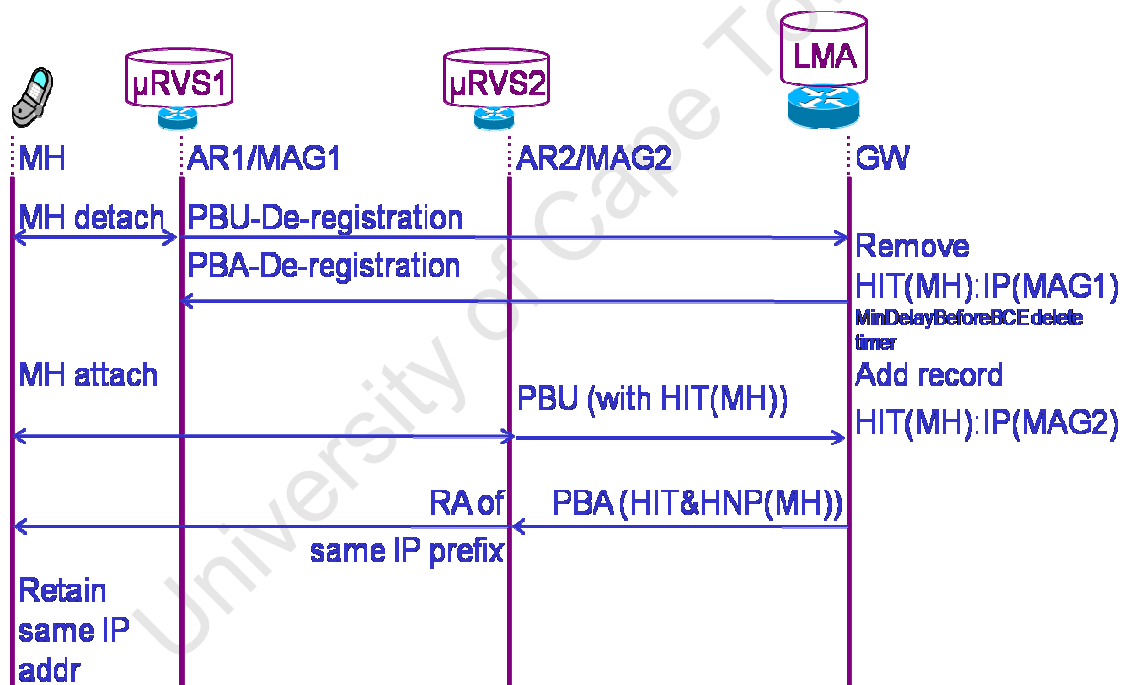 µRVS1
µRVS2
LMA
MH
AR1/MAG1
AR2/MAG2
GW
MH detach
PBU-De-registration
PBA-De-registration
Remove
HIT(MH):IP(MAG1)
MinDelayBeforeBCEdelete
timer
MH attach
PBU (with HIT(MH))
Add record
HIT(MH):IP(MAG2)
RA of
same IP prefix
PBA (HIT&HNP(MH))
Retain
same IP
addr
University of Cape To